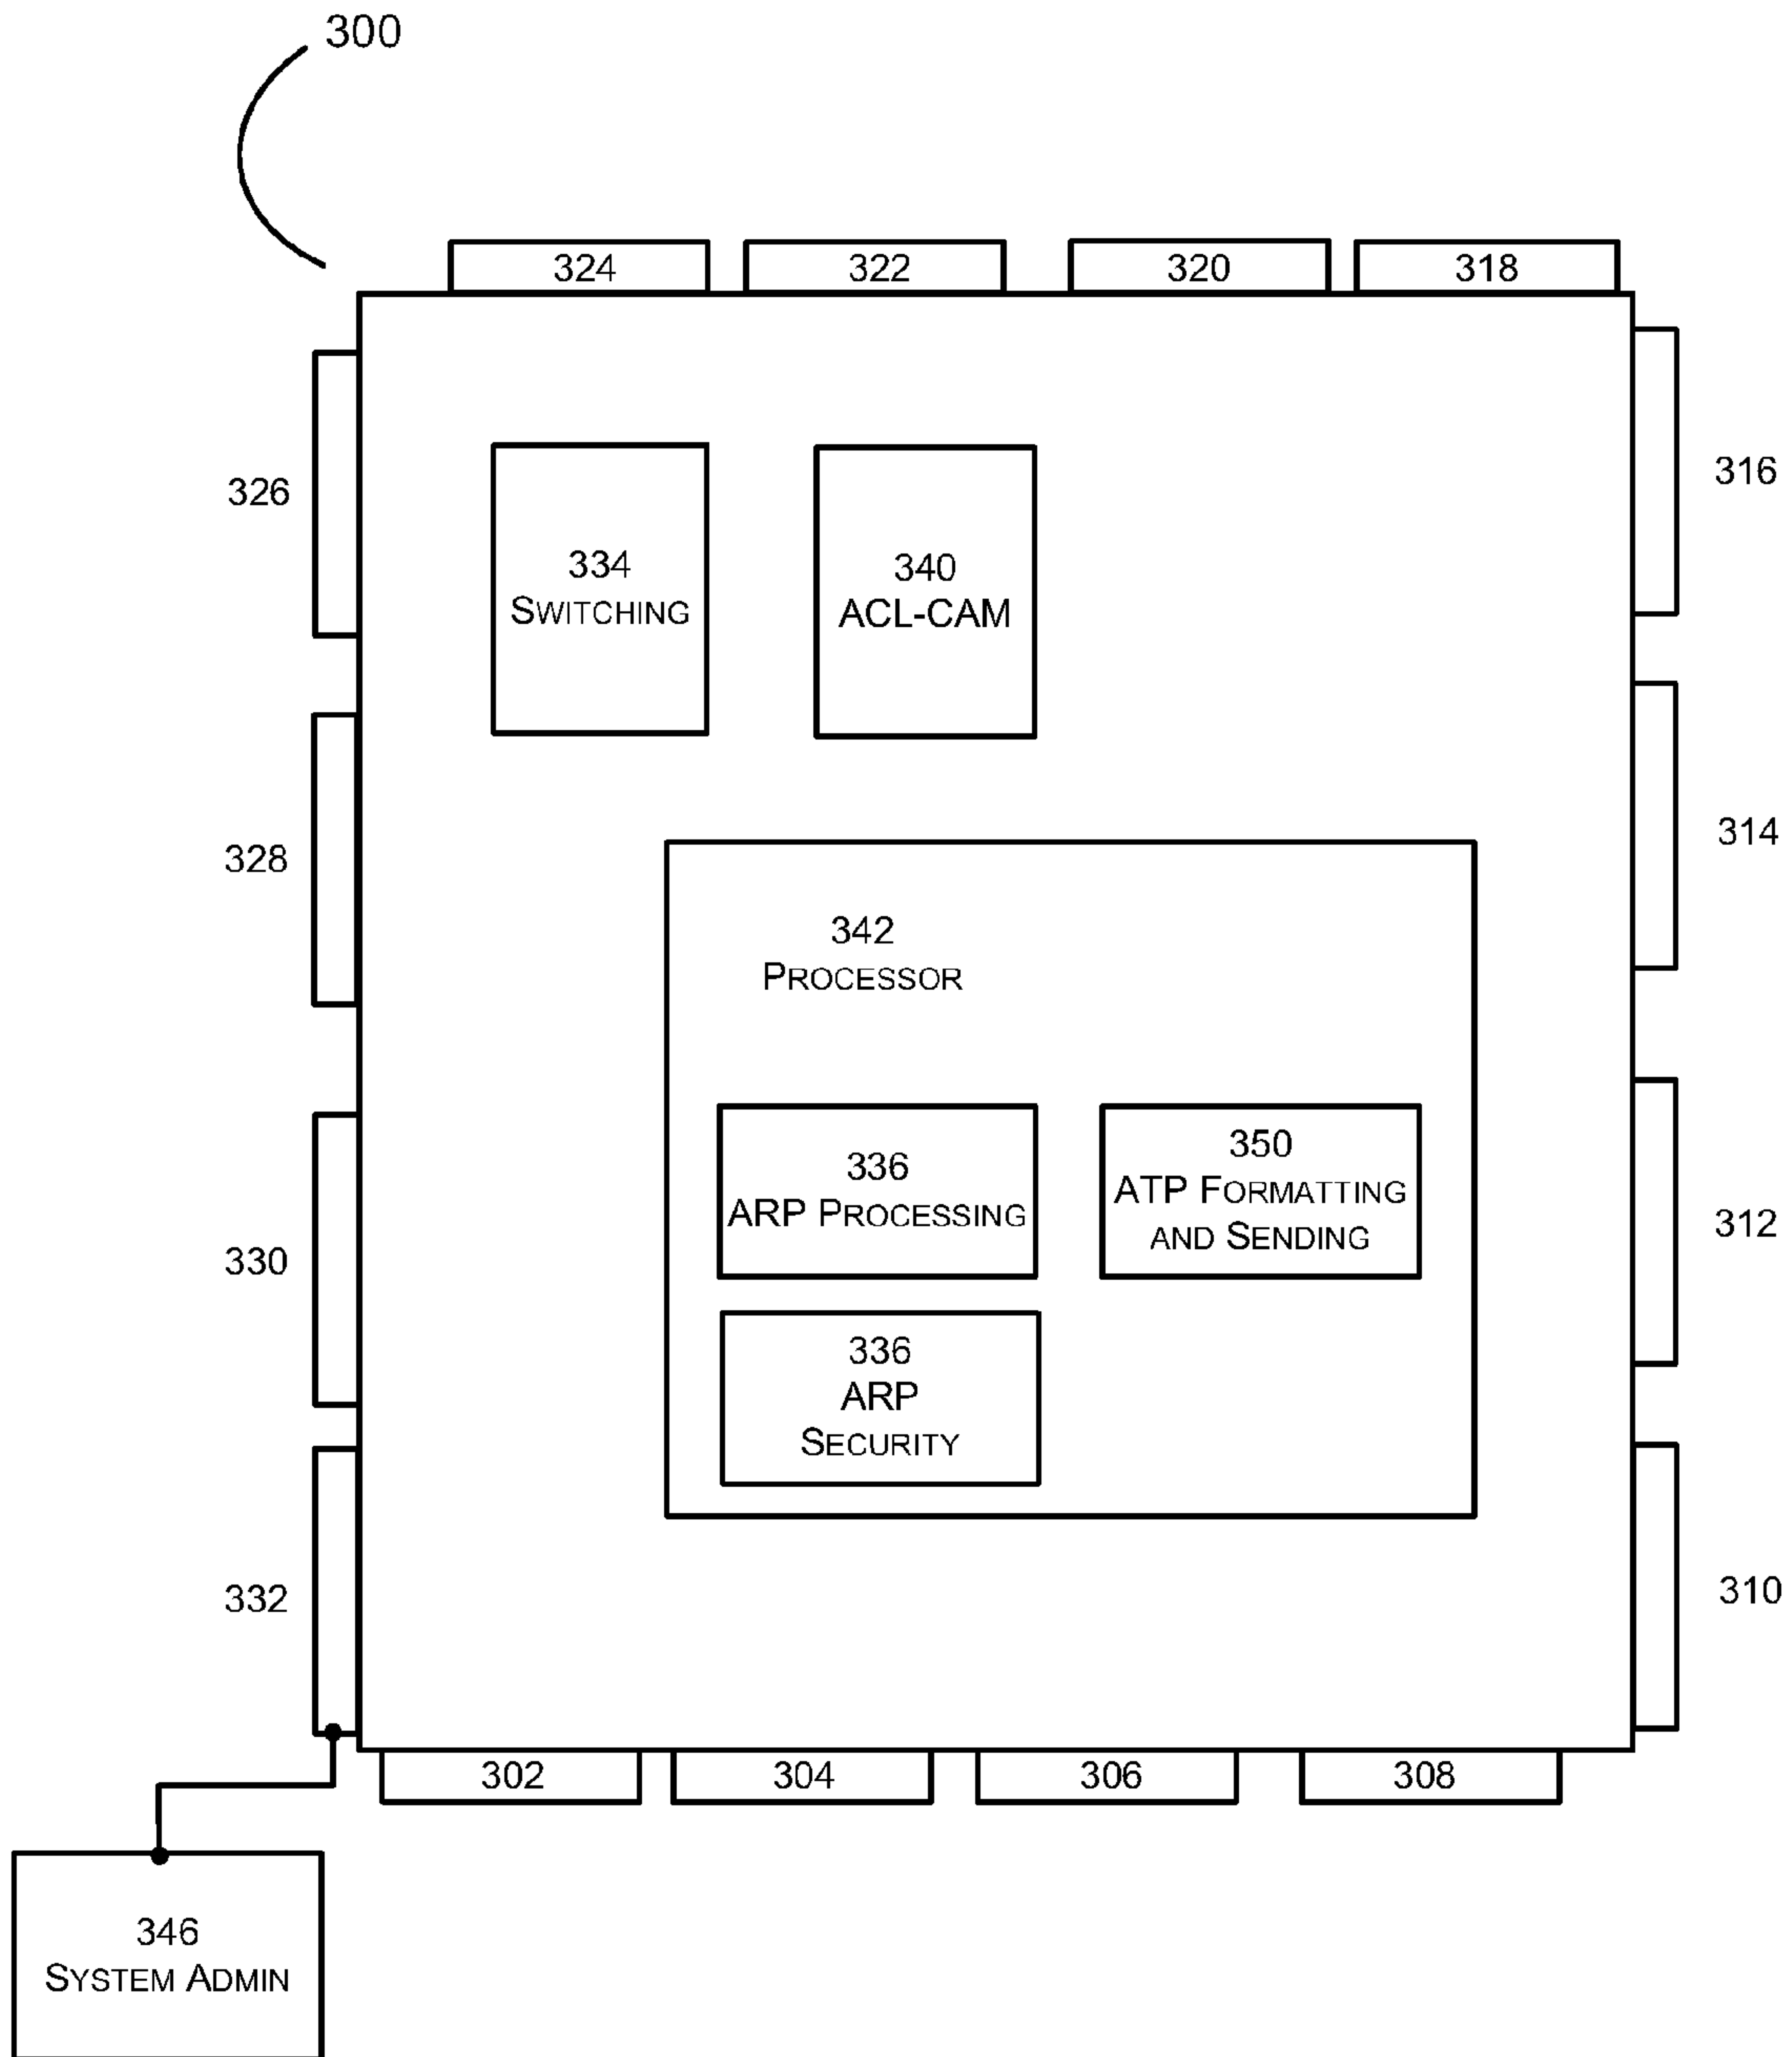 300
324
322
320
318
326
316
334
SWITCHING
340
ACL-CAM
328
314
342
PROCESSOR
336
ARP PROCESSING
350
ATP FORMATTING
AND SENDING
330
312
336
ARP
SECURITY
332
310
302
304
306
308
346
SYSTEM ADMIN